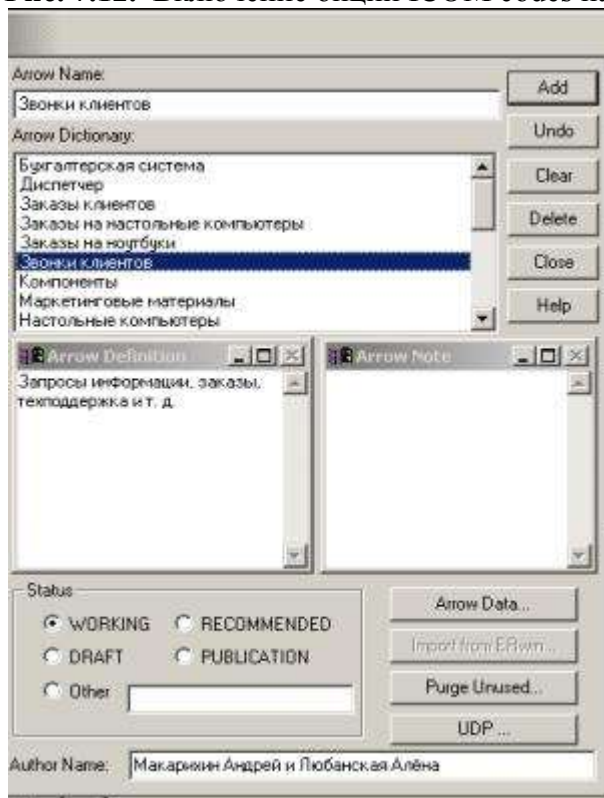 Arrow Name:
Add
Звонки клиентов
Arrow Dictionary:
Undo
Бухгалтерская система
Диспетчер
Заказы клиентов
Заказы на настольные компьютеры
Заказы на ноутбуки
Звонки клиентов
Компоненты
Маркетинговые материалы
Настольные компьютеры
Clear
Delete
Close
Help
Arrow Definition
Запросы информации, заказы,
техподдержка и т. д.
Arrow Note
Status
WORKING
RECOMMENDED
DRAFT
PUBLICATION
Other
Arrow Data...
Import from ERwin...
Purge Unused...
UDP ...
Author Name:
Макарихин Андрей и Любанская Алёна